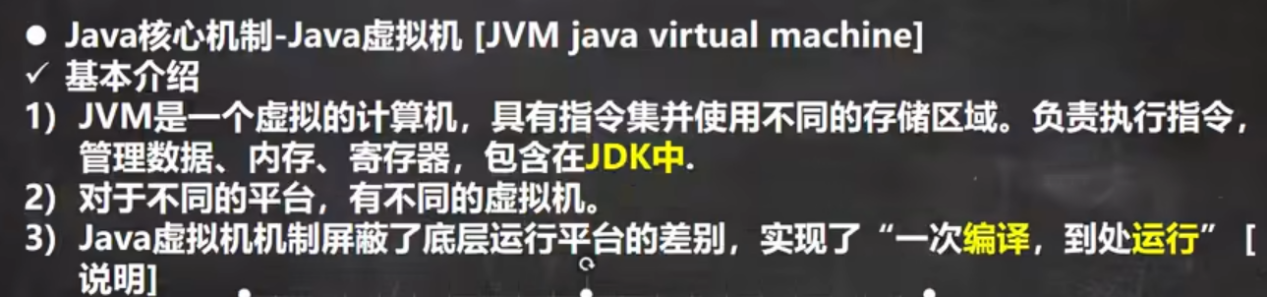 ● Java核心机制-Java虚拟机 [JVM java virtual machine]
✓ 基本介绍
1) JVM是一个虚拟的计算机，具有指令集并使用不同的存储区域。负责执行指令，
管理数据、内存、寄存器，包含在JDK中.
2) 对于不同的平台，有不同的虚拟机。
3) Java虚拟机机制屏蔽了底层运行平台的差别，实现了“一次编译，到处运行” [
说明]